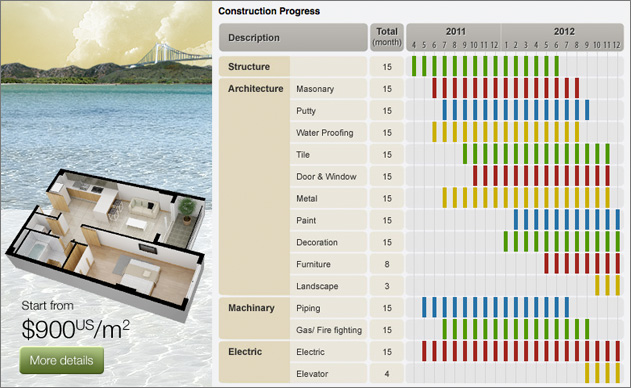 Construction Progress
Description Total (month) 2011 2012
4 5 6 7 8 9 10 11 12 1 2 3 4 5 6 7 8 9 10 11 12
Structure 15
Architecture Masonary 15
Putty 15
Water Proofing 15
Tile 15
Door & Window 15
Metal 15
Paint 15
Decoration 15
Furniture 8
Landscape 3
Machinary Piping 15
Gas/ Fire fighting 15
Electric Electric 15
Elevator 4
Start from
$900US/m2
More details